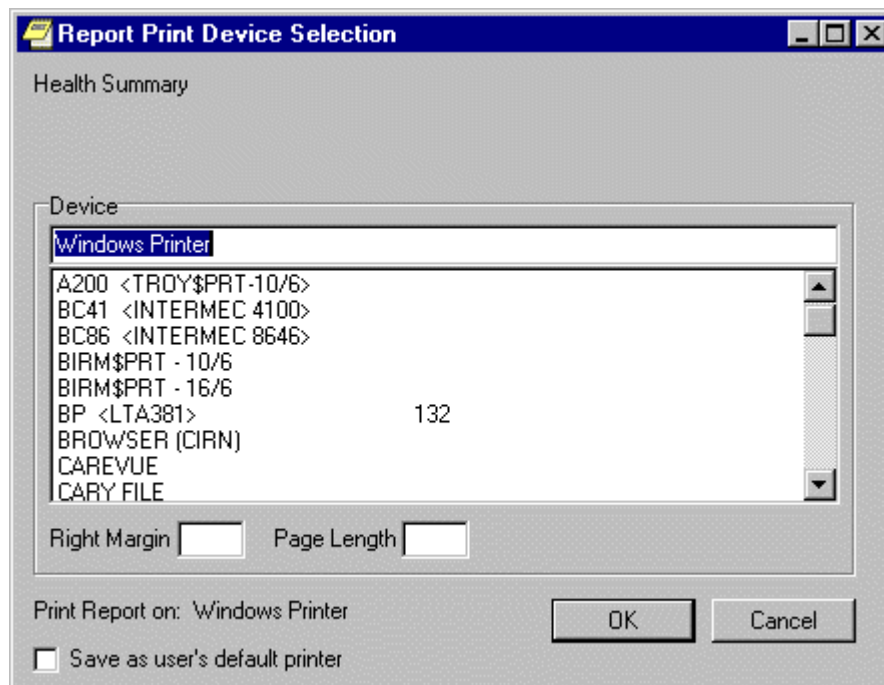 Report Print Device Selection
Health Summary
Device
Windows Printer
A200 <TROY$PRT-10/6>
BC41 <INTERMEC 4100>
BC86 <INTERMEC 8646>
BIRM$PRT - 10/6
BIRM$PRT - 16/6
BP <LTA381> 132
BROWSER (CIRN)
CAREVUE
CARY FILE
Right Margin Page Length
Print Report on: Windows Printer
OK Cancel
Save as user's default printer